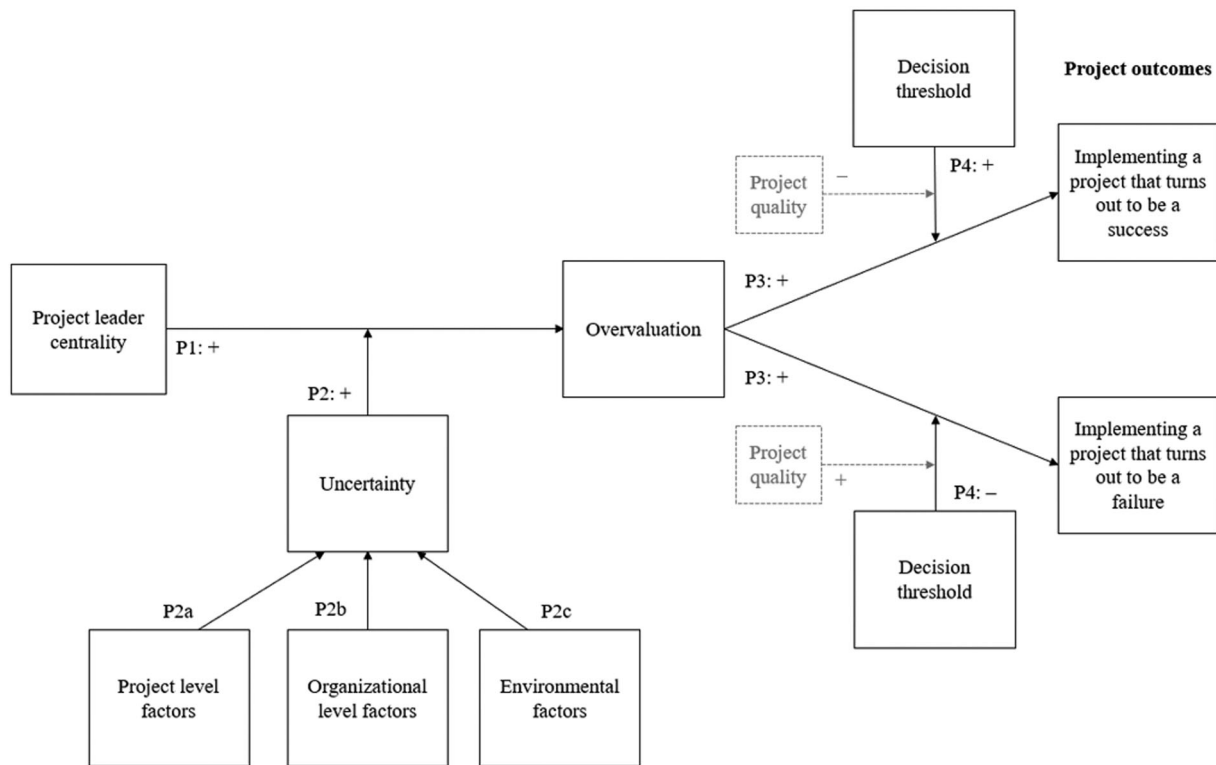 Decision
threshold
Project outcomes
Project
quality
−
P4: +
Implementing a
project that turns
out to be a
success
Project leader
centrality
P1: +
Overvaluation
P3: +
P3: +
P2: +
Uncertainty
Project
quality
+
P4: −
Implementing a
project that turns
out to be a
failure
Decision
threshold
P2a
P2b
P2c
Project level
factors
Organizational
level factors
Environmental
factors